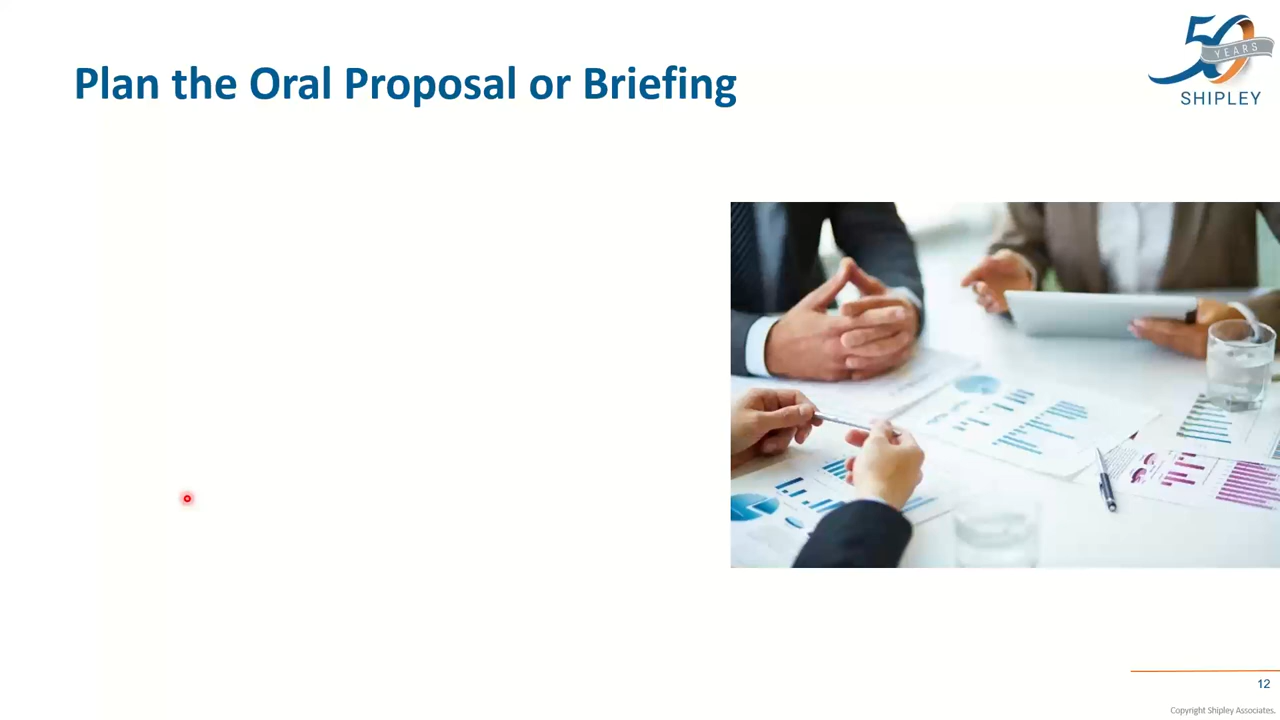 Plan the Oral Proposal or Briefing
50
YEARS
SHIPLEY
12
Copyright Shipley Associates.